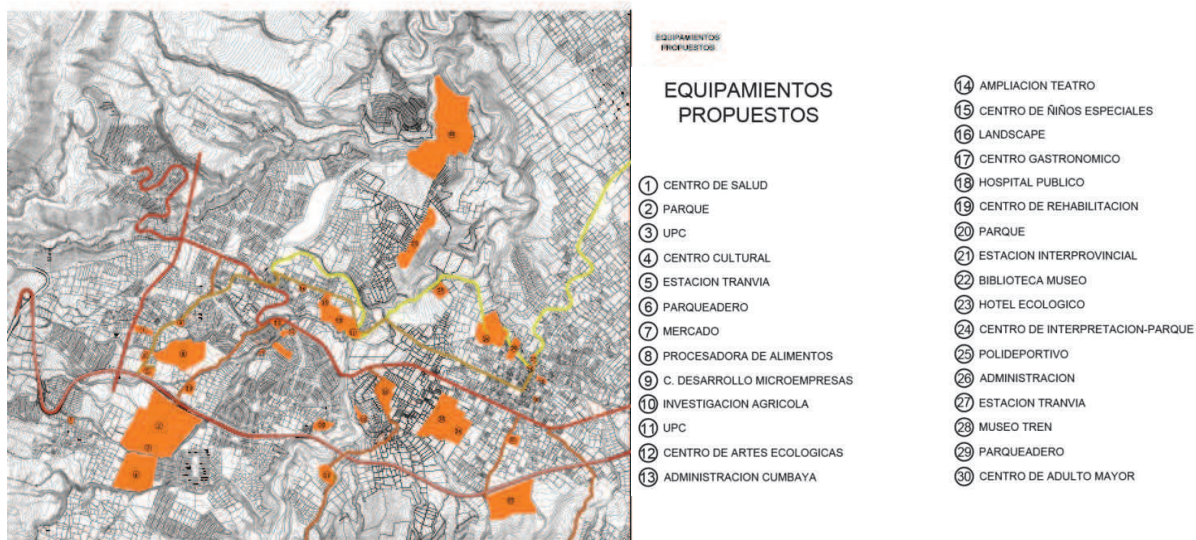 EQUIPAMIENTOS
PROPUESTOS
EQUIPAMIENTOS
PROPUESTOS
1 CENTRO DE SALUD
2 PARQUE
3 UPC
4 CENTRO CULTURAL
5 ESTACION TRANVIA
6 PARQUEADERO
7 MERCADO
8 PROCESADORA DE ALIMENTOS
9 C. DESARROLLO MICROEMPRESAS
10 INVESTIGACION AGRICOLA
11 UPC
12 CENTRO DE ARTES ECOLOGICAS
13 ADMINISTRACION CUMBAYA
14 AMPLIACION TEATRO
15 CENTRO DE ÑIÑOS ESPECIALES
16 LANDSCAPE
17 CENTRO GASTRONOMICO
18 HOSPITAL PUBLICO
19 CENTRO DE REHABILITACION
20 PARQUE
21 ESTACION INTERPROVINCIAL
22 BIBLIOTECA MUSEO
23 HOTEL ECOLOGICO
24 CENTRO DE INTERPRETACION-PARQUE
25 POLIDEPORTIVO
26 ADMINISTRACION
27 ESTACION TRANVIA
28 MUSEO TREN
29 PARQUEADERO
30 CENTRO DE ADULTO MAYOR